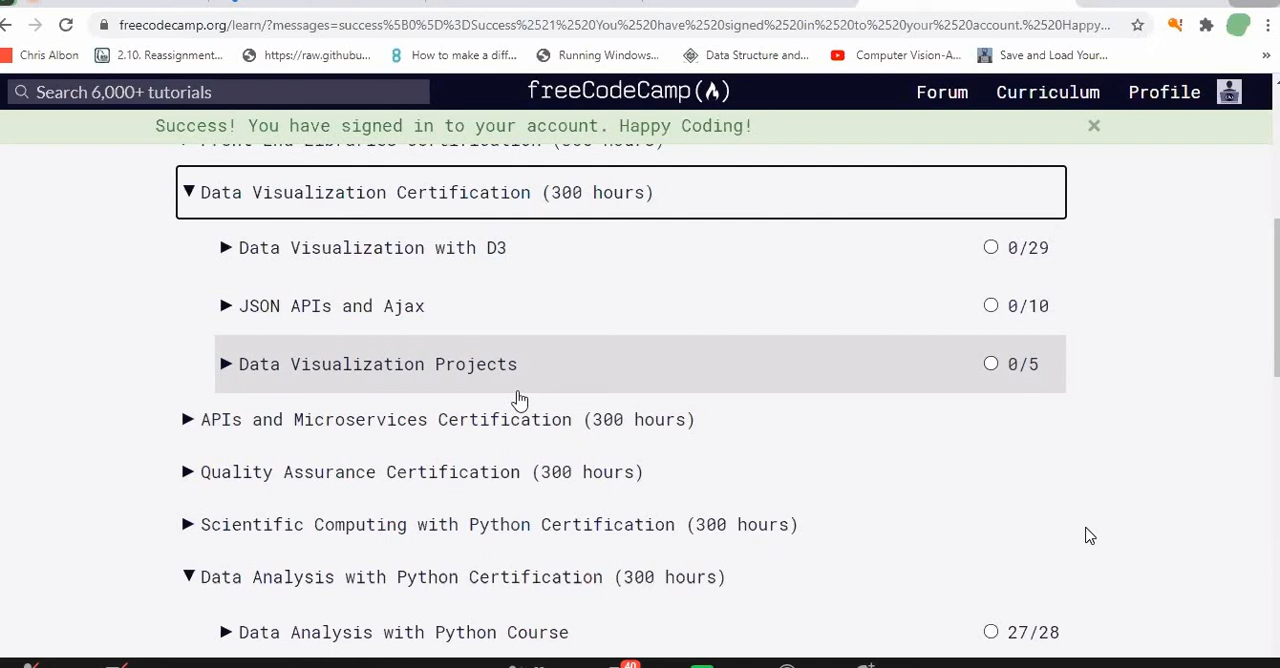 freecodecamp.org/learn/?messages=success%5B0%5D%3DSuccess%2521%2520You%2520have%2520signed%2520in%2520to%2520your%2520account.%2520Happy...
Chris Albon
2.10. Reassignment...
https://raw.githubu...
How to make a diff...
Running Windows...
Data Structure and...
Computer Vision-A...
Save and Load Your...
»
Search 6,000+ tutorials
freeCodeCamp(🔥)
Forum
Curriculum
Profile
Success! You have signed in to your account. Happy Coding!
×
Data Visualization Certification (300 hours)
Data Visualization with D3
0/29
JSON APIs and Ajax
0/10
Data Visualization Projects
0/5
APIs and Microservices Certification (300 hours)
Quality Assurance Certification (300 hours)
Scientific Computing with Python Certification (300 hours)
Data Analysis with Python Certification (300 hours)
Data Analysis with Python Course
27/28
40